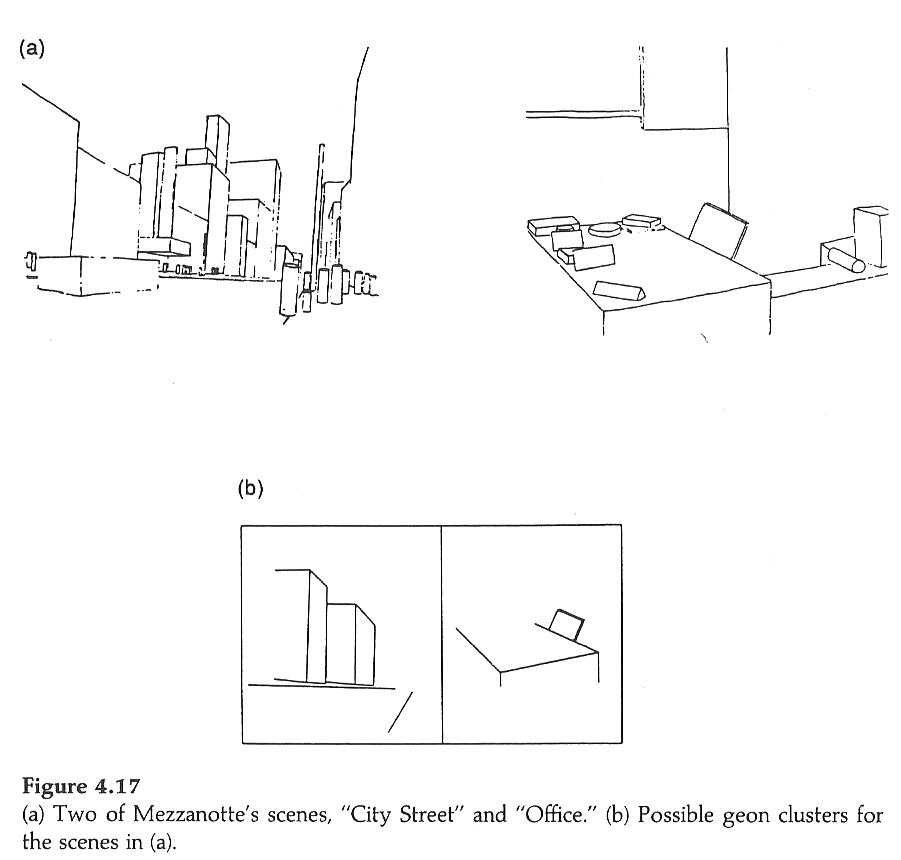 (a)
(b)
Figure 4.17
(a) Two of Mezzanotte's scenes, "City Street" and "Office." (b) Possible geon clusters for
the scenes in (a).